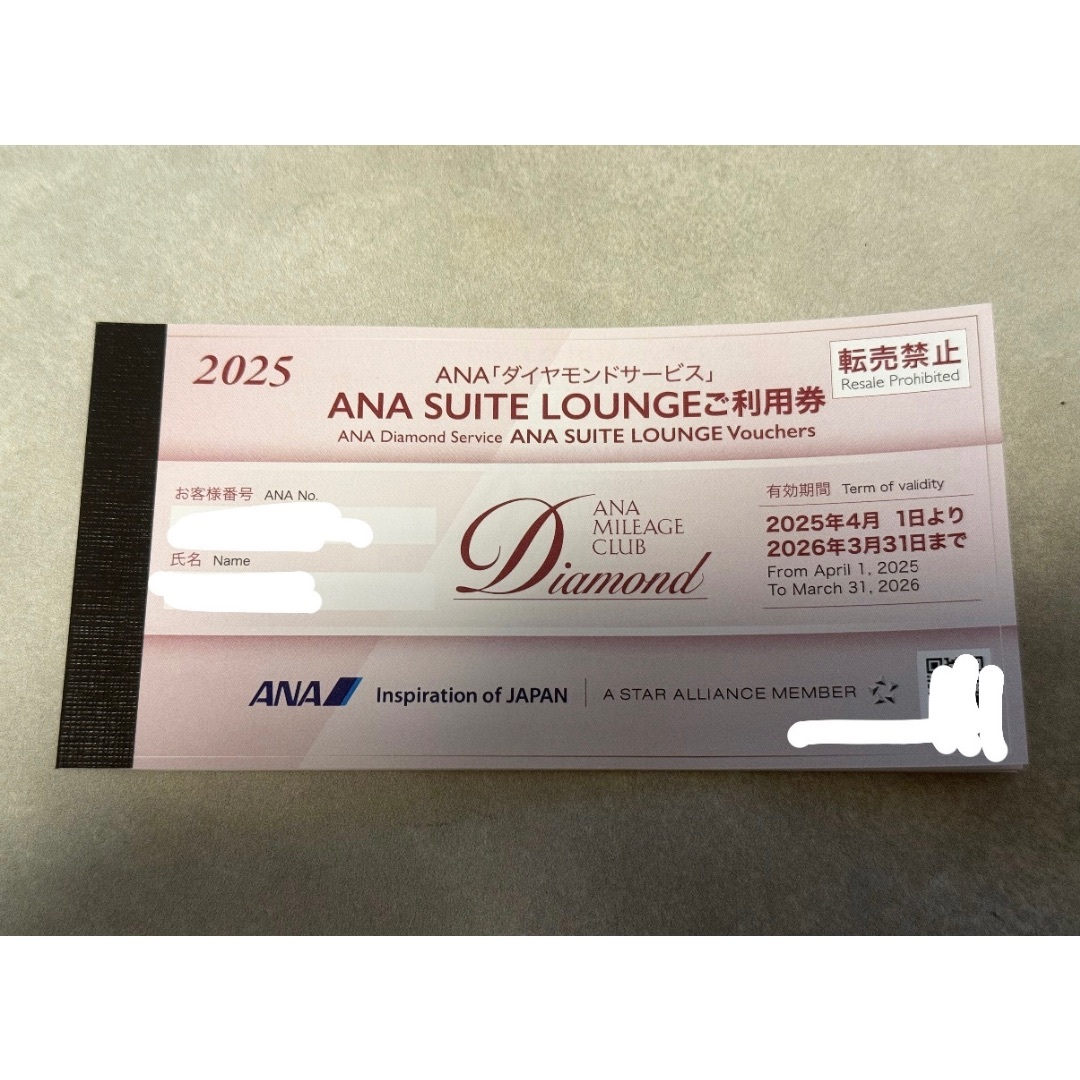 2025
ANA「ダイヤモンドサービス」
ANA SUITE LOUNGEご利用券
ANA Diamond Service ANA SUITE LOUNGE Vouchers
転売禁止
Resale Prohibited
お客様番号 ANA No.
氏名 Name
ANA
MILEAGE
CLUB
Diamond
有効期間 Term of validity
2025年4月 1日より
2026年3月31日まで
From April 1, 2025
To March 31, 2026
ANA Inspiration of JAPAN A STAR ALLIANCE MEMBER